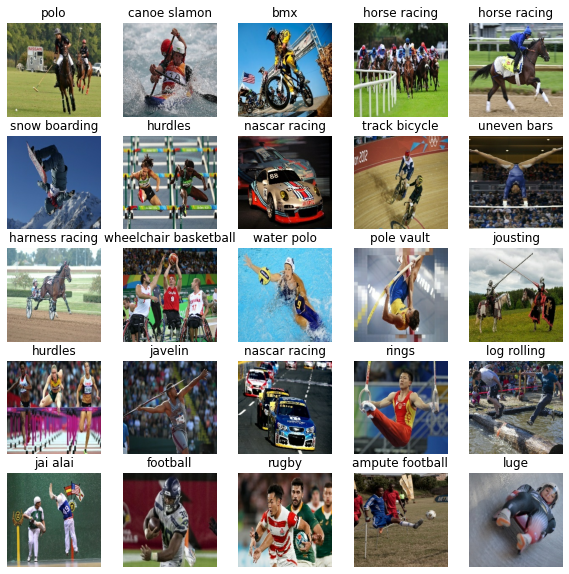 polo
canoe slamon
bmx
horse racing
horse racing
snow boarding
hurdles
nascar racing
track bicycle
uneven bars
harness racing
wheelchair basketball
water polo
pole vault
jousting
hurdles
javelin
nascar racing
rings
log rolling
jai alai
football
rugby
ampute football
luge